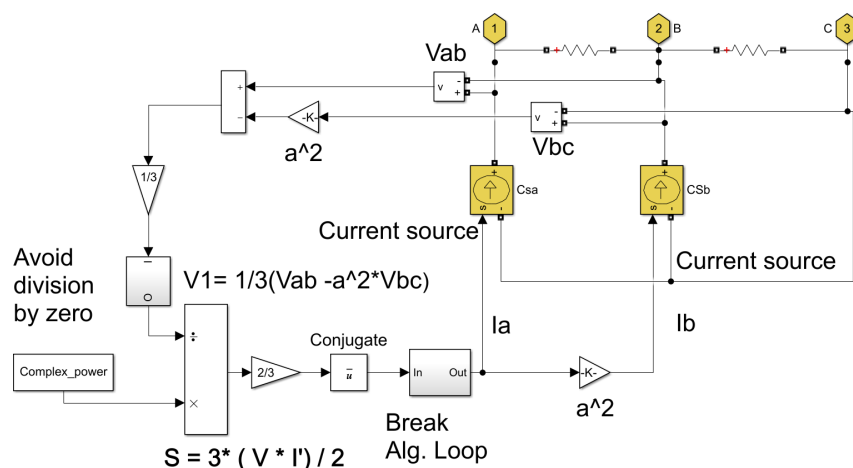 A 1
2 B
C 3
+
+
Vab
v
-
+
+
-
-K-
a^2
v
-
+
Vbc
1/3
+
s
-
Csa
+
s
-
CSb
Current source
Current source
Avoid
division
by zero
I
O
V1= 1/3(Vab -a^2*Vbc)
Ia
Ib
÷
×
Complex_power
2/3
Conjugate
u
In Out
-K-
a^2
Break
Alg. Loop
S = 3* ( V * I') / 2